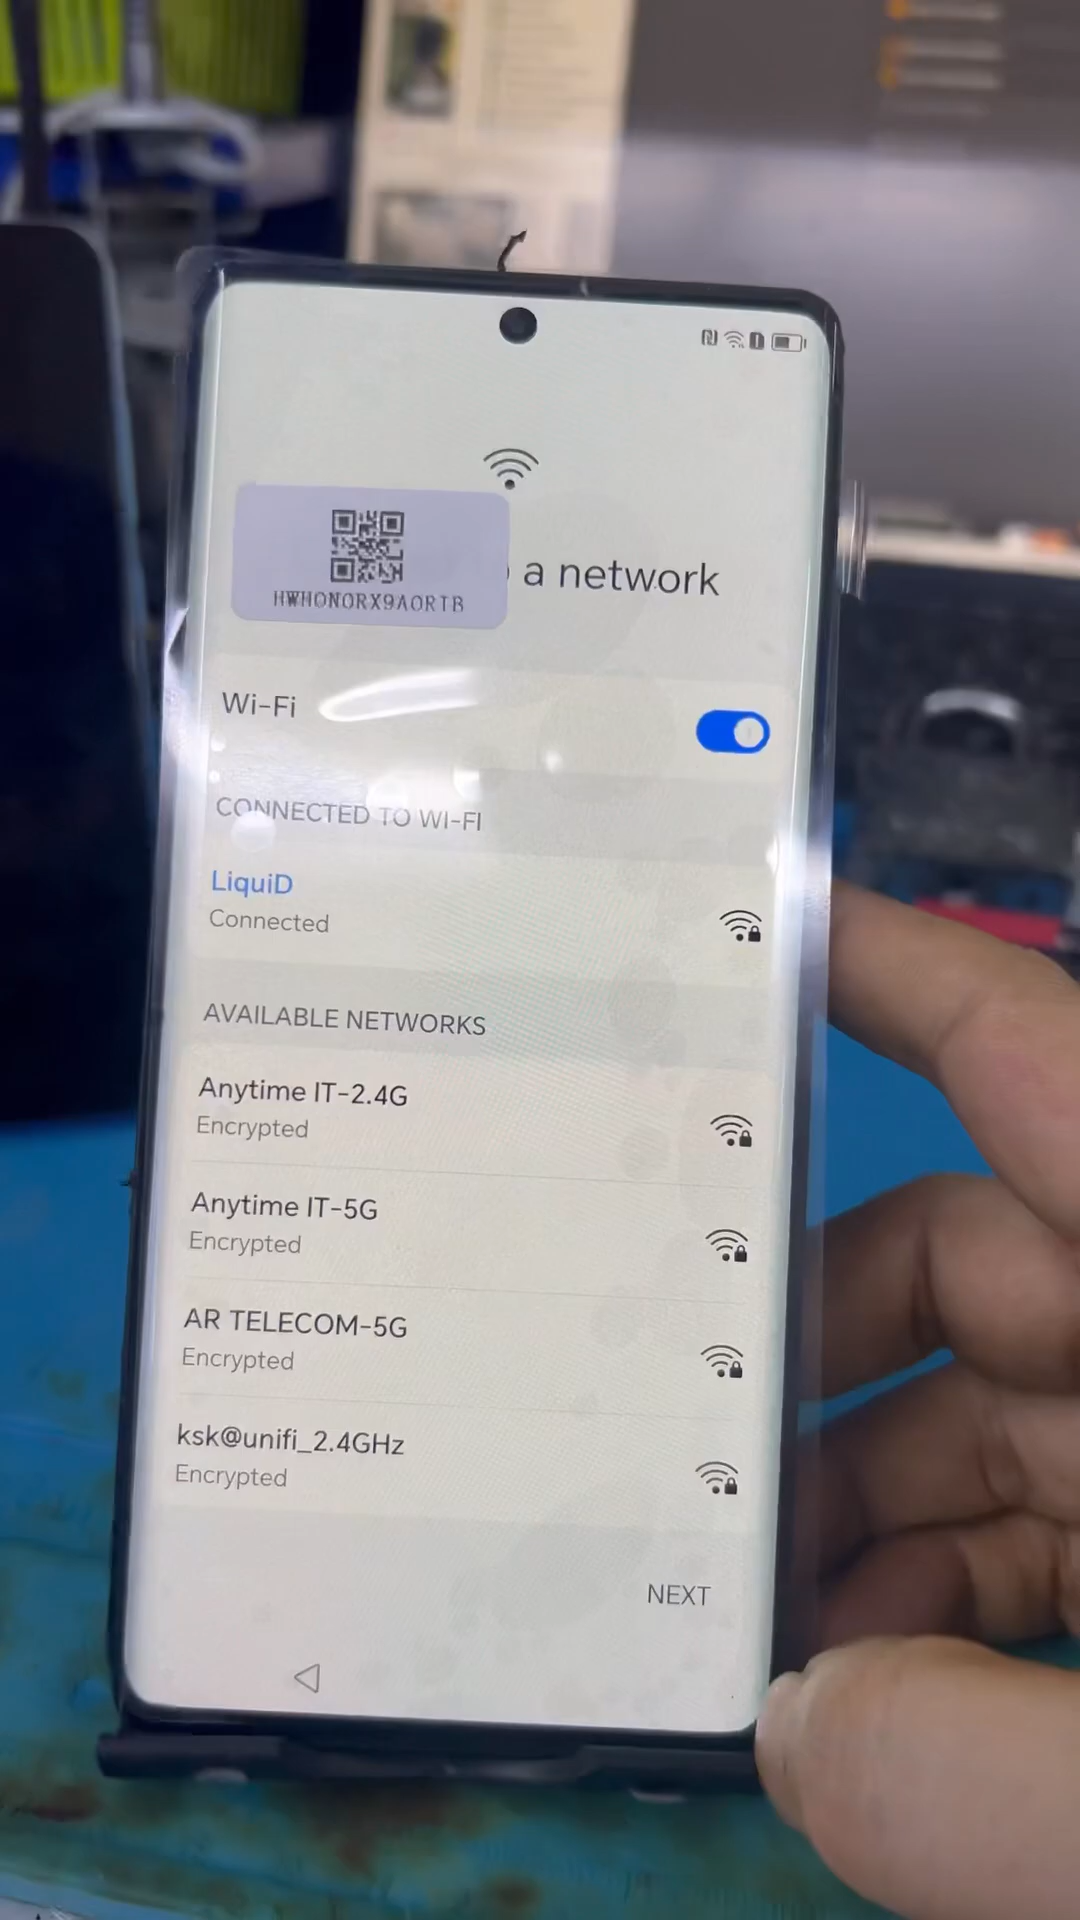 HWHONORX9AORTB
a network
Wi-Fi
CONNECTED TO WI-FI
LiquiD
Connected
AVAILABLE NETWORKS
Anytime IT-2.4G
Encrypted
Anytime IT-5G
Encrypted
AR TELECOM-5G
Encrypted
ksk@unifi_2.4GHz
Encrypted
NEXT